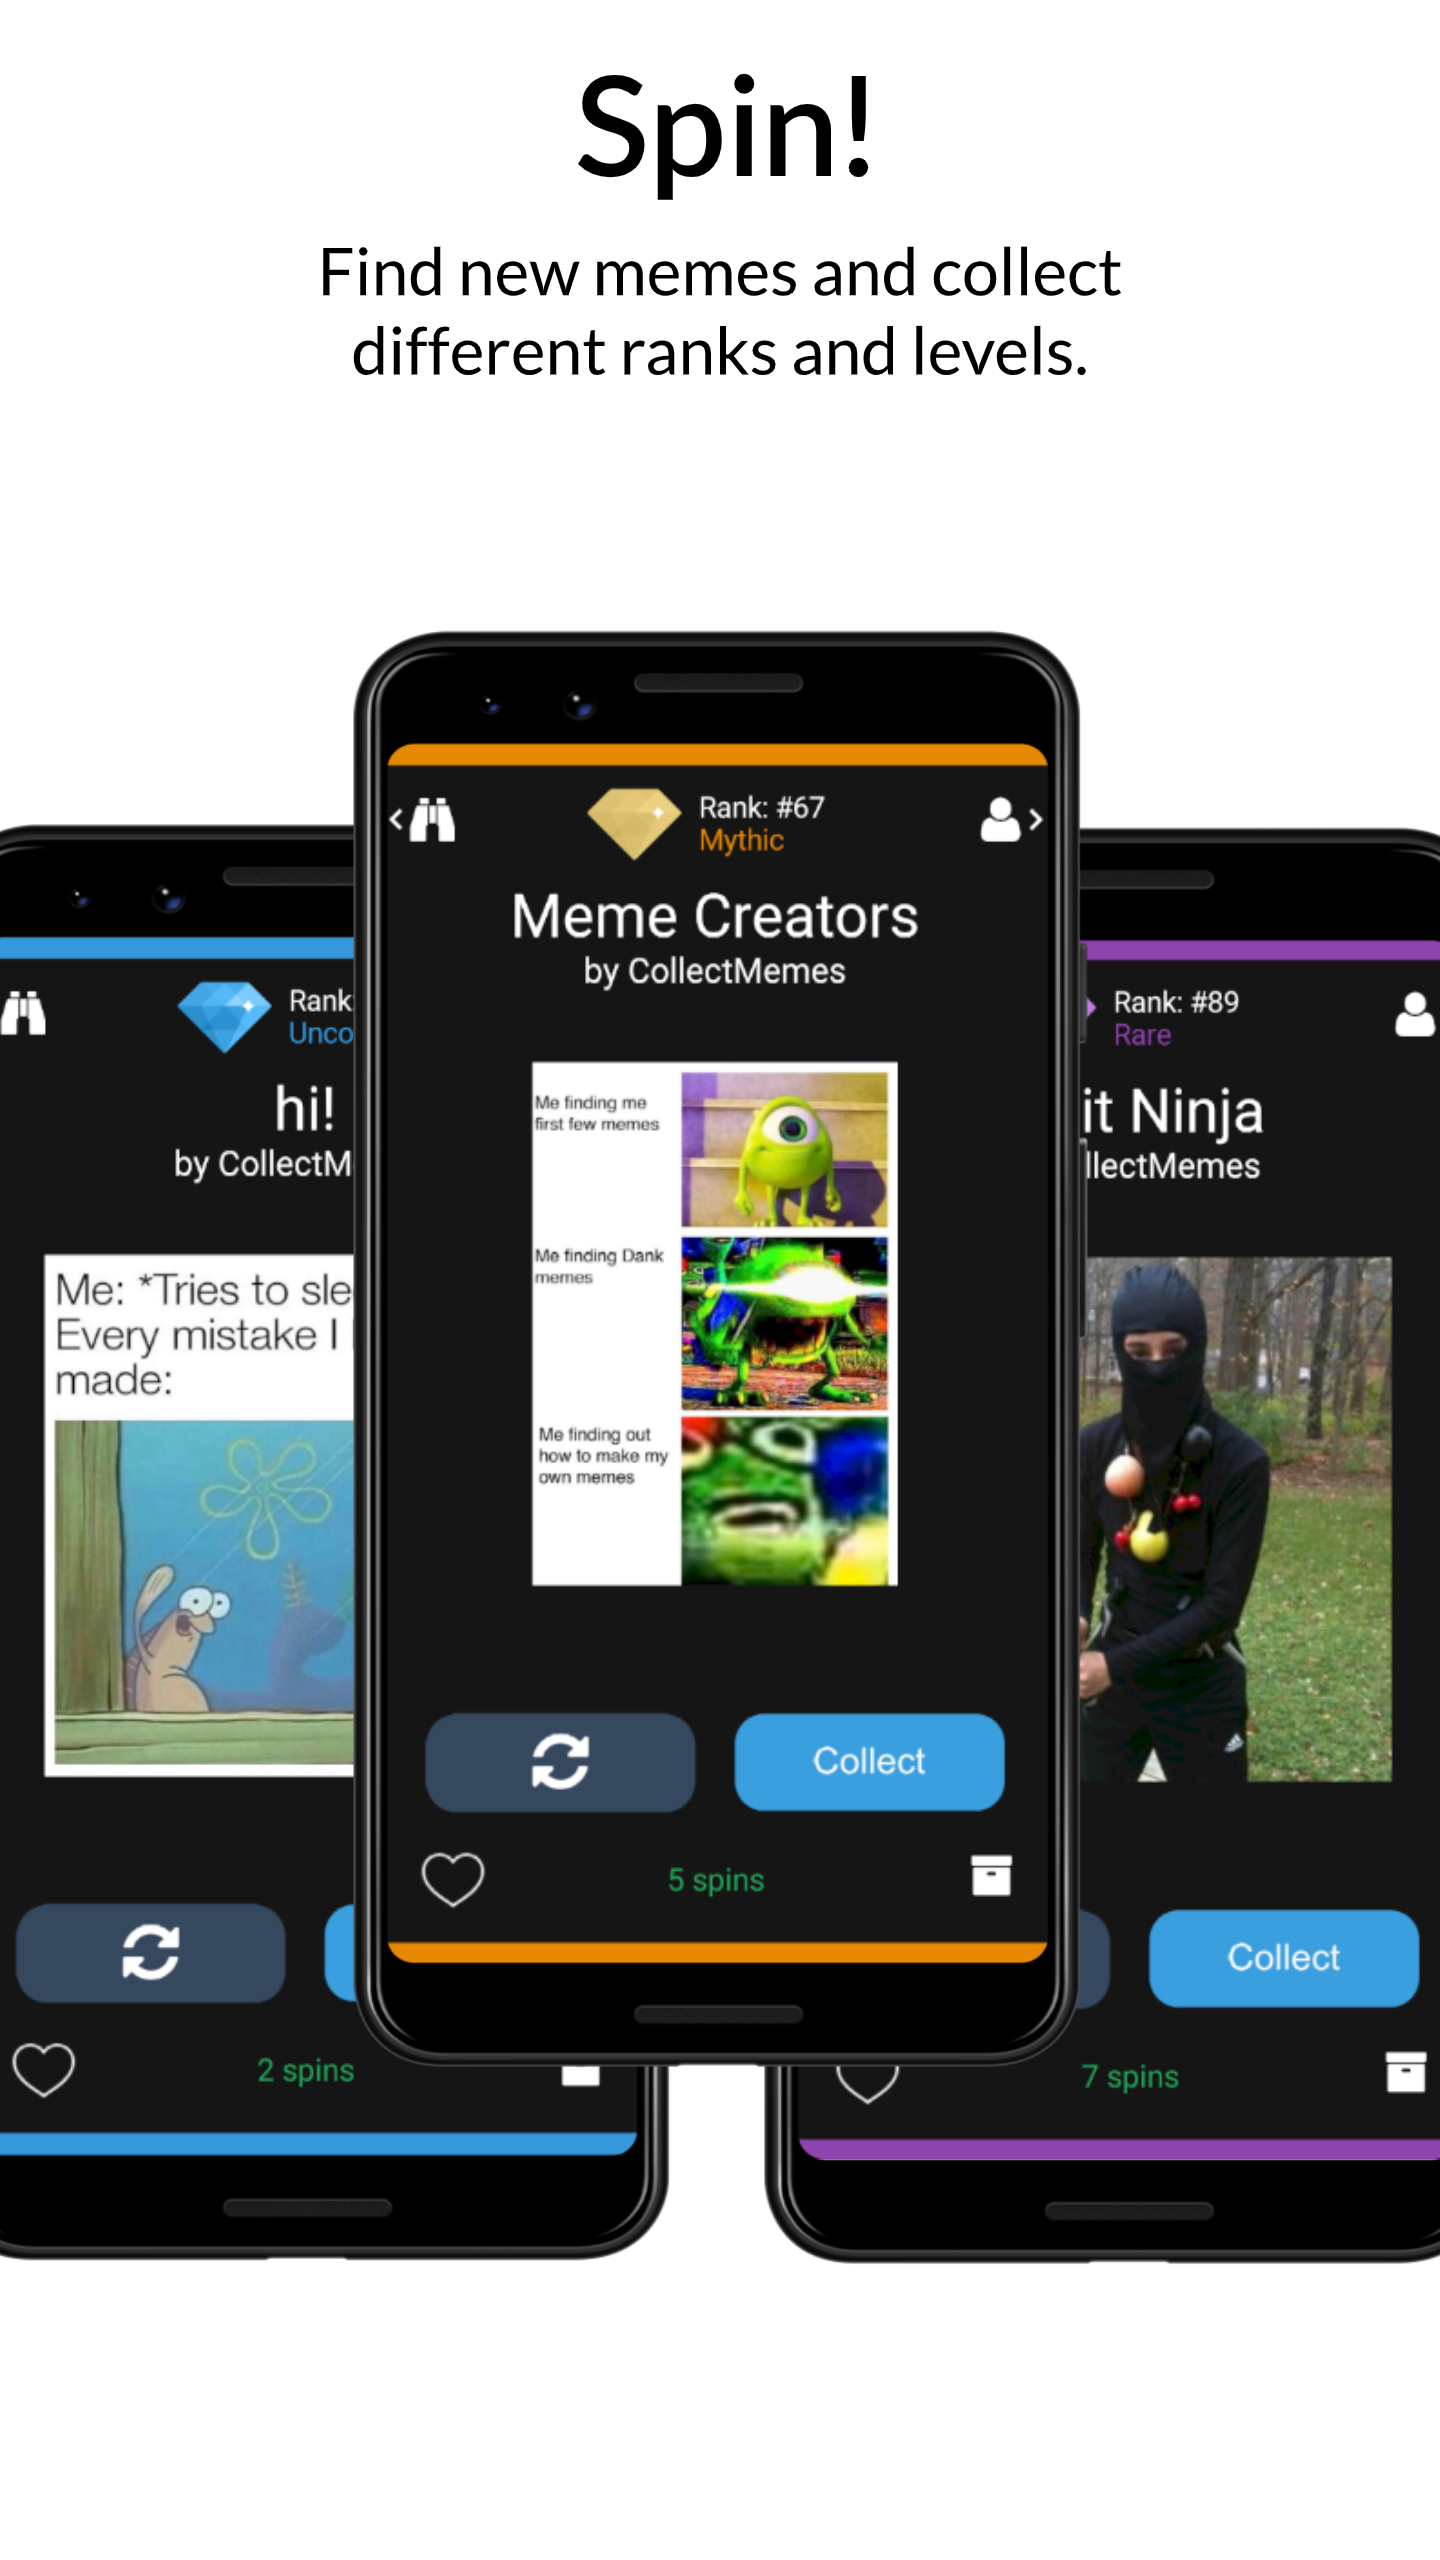 Spin!
Find new memes and collect
different ranks and levels.
Rank: #67
Mythic
Meme Creators
by CollectMemes
Me finding me
first few memes
Me finding Dank
memes
Me finding out
how to make my
own memes
Collect
5 spins
Rank:
Unco
hi!
by CollectM
Me: *Tries to sle
Every mistake I
made:
2 spins
Rank: #89
Rare
it Ninja
llectMemes
Collect
7 spins